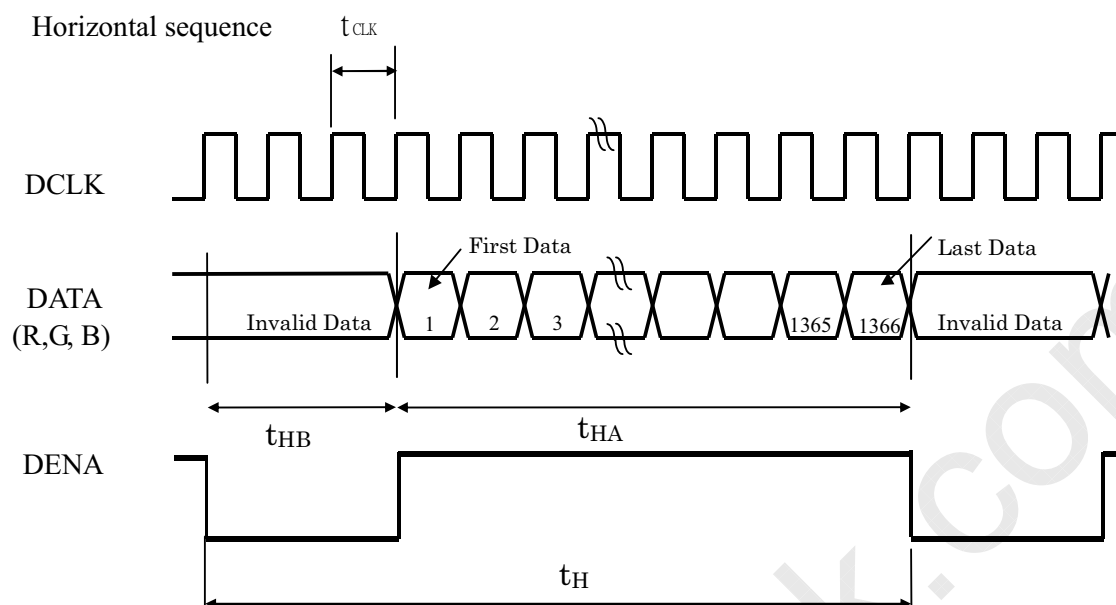 Horizontal sequence
tCLK
DCLK
First Data
Last Data
DATA
(R,G, B)
Invalid Data
1
2
3
1365
1366
Invalid Data
tHB
tHA
DENA
tH
k.com